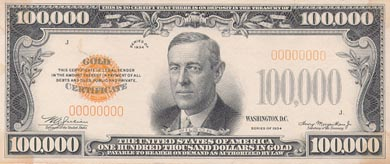 THIS IS TO CERTIFY THAT THERE IS ON DEPOSIT IN THE TREASURY OF
100,000
100,000
J
SERIES OF
1934
00000000
GOLD
THIS CERTIFICATE IS LEGAL TENDER
IN THE AMOUNT THEREOF IN PAYMENT OF ALL
DEBTS AND DUES PUBLIC AND PRIVATE.
CERTIFICATE
100,000
00000000
WASHINGTON, D.C.
J
SERIES OF 1934
THE UNITED STATES OF AMERICA
100,000
ONE HUNDRED THOUSAND DOLLARS IN GOLD
100,000
PAYABLE TO BEARER ON DEMAND AS AUTHORIZED BY LAW